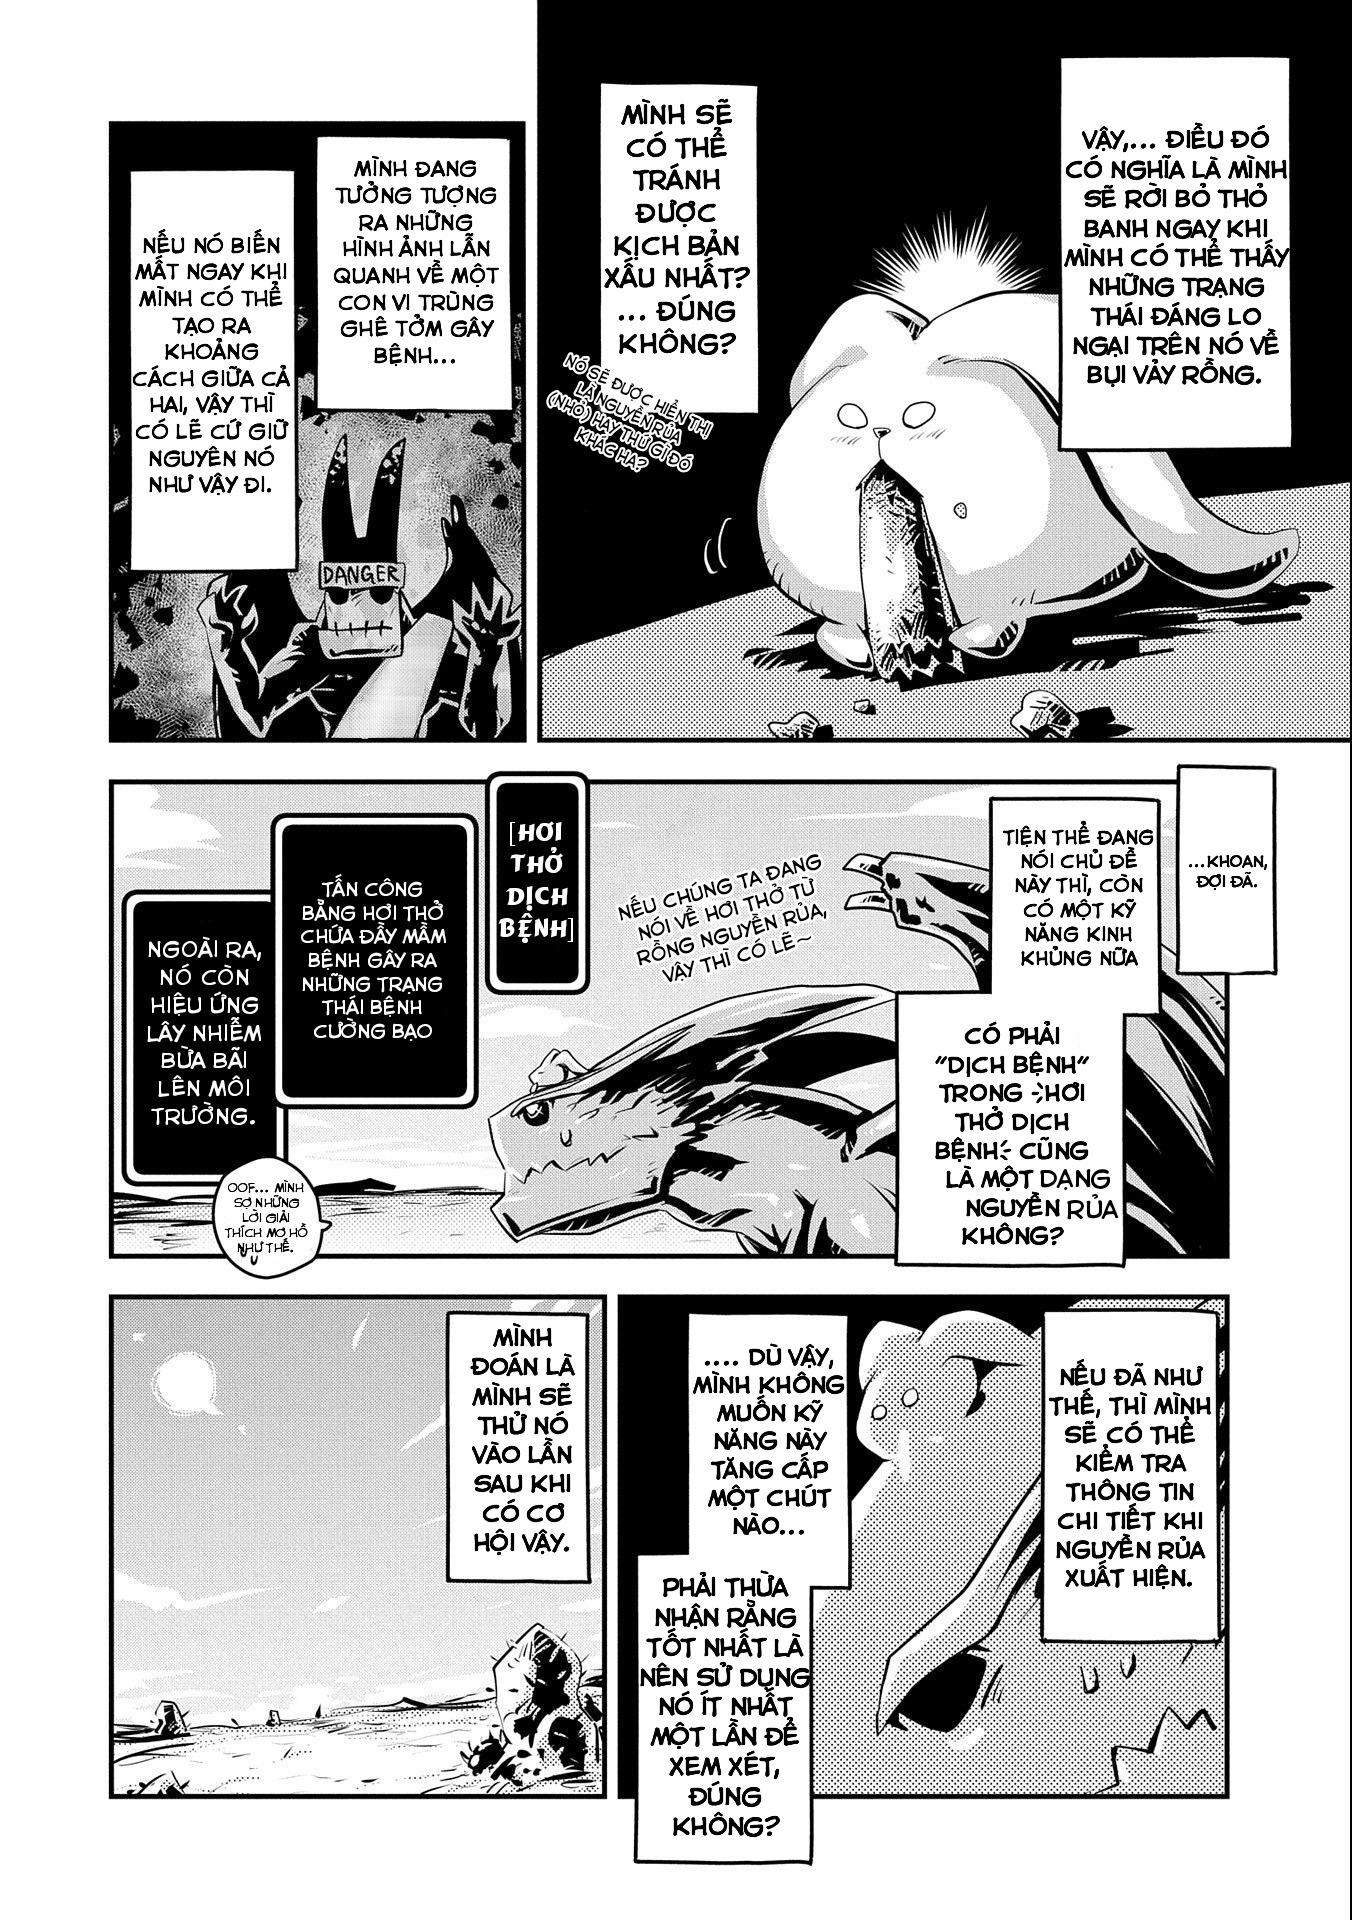 VẬY,... ĐIỀU ĐÓ
CÓ NGHĨA LÀ MÌNH
SẼ RỜI BỎ THỎ
BANH NGAY KHI
MÌNH CÓ THỂ THẤY
NHỮNG TRẠNG
THÁI ĐÁNG LO
NGẠI TRÊN NÓ VỀ
BỤI VẢY RỒNG.
MÌNH SẼ
CÓ THỂ
TRÁNH
ĐƯỢC
KỊCH BẢN
XẤU NHẤT?
... ĐÚNG
KHÔNG?
NÓ SẼ ĐƯỢC HIỂN THỊ
LÀ NGUYỀN RỦA
(NHỎ) HAY THỨ GÌ ĐÓ
KHÁC HẢ?
MÌNH ĐANG
TƯỞNG TƯỢNG
RA NHỮNG
HÌNH ẢNH LẨN
QUANH VỀ MỘT
CON VI TRÙNG
GHÊ TỞM GÂY
BỆNH...
NẾU NÓ BIẾN
MẤT NGAY KHI
MÌNH CÓ THỂ
TẠO RA
KHOẢNG
CÁCH GIỮA CẢ
HAI, VẬY THÌ
CÓ LẼ CỨ GIỮ
NGUYÊN NÓ
NHƯ VẬY ĐI.
DANGER
...KHOAN,
ĐỢI ĐÃ.
TIỆN THỂ ĐANG
NÓI CHỦ ĐỀ
NÀY THÌ, CÒN
CÓ MỘT KỸ
NĂNG KINH
KHỦNG NỮA
CÓ PHẢI
“DỊCH BỆNH”
TRONG HƠI
THỞ DỊCH
BỆNH CŨNG
LÀ MỘT DẠNG
NGUYỀN RỦA
KHÔNG?
NẾU CHÚNG TA ĐANG
NÓI VỀ HƠI THỞ TỪ
RỒNG NGUYỀN RỦA,
VẬY THÌ CÓ LẼ~
[HƠI
THỞ
DỊCH
BỆNH]
TẤN CÔNG
BẰNG HƠI THỞ
CHỨA ĐẦY MẦM
BỆNH GÂY RA
NHỮNG TRẠNG
THÁI BỆNH
CƯỜNG BẠO
NGOÀI RA,
NÓ CÒN
HIỆU ỨNG
LÂY NHIỄM
BỪA BÃI
LÊN MÔI
TRƯỜNG.
OOF... MÌNH
SỢ NHỮNG
LỜI GIẢI
THÍCH MƠ HỒ
NHƯ THẾ.
NẾU ĐÃ NHƯ
THẾ, THÌ MÌNH
SẼ CÓ THỂ
KIỂM TRA
THÔNG TIN
CHI TIẾT KHI
NGUYỀN RỦA
XUẤT HIỆN.
.... DÙ VẬY,
MÌNH KHÔNG
MUỐN KỸ
NĂNG NÀY
TĂNG CẤP
MỘT CHÚT
NÀO...
PHẢI THỪA
NHẬN RẰNG
TỐT NHẤT LÀ
NÊN SỬ DỤNG
NÓ ÍT NHẤT
MỘT LẦN ĐỂ
XEM XÉT,
ĐÚNG
KHÔNG?
MÌNH
ĐOÁN LÀ
MÌNH SẼ
THỬ NÓ
VÀO LẦN
SAU KHI
CÓ CƠ
HỘI VẬY.